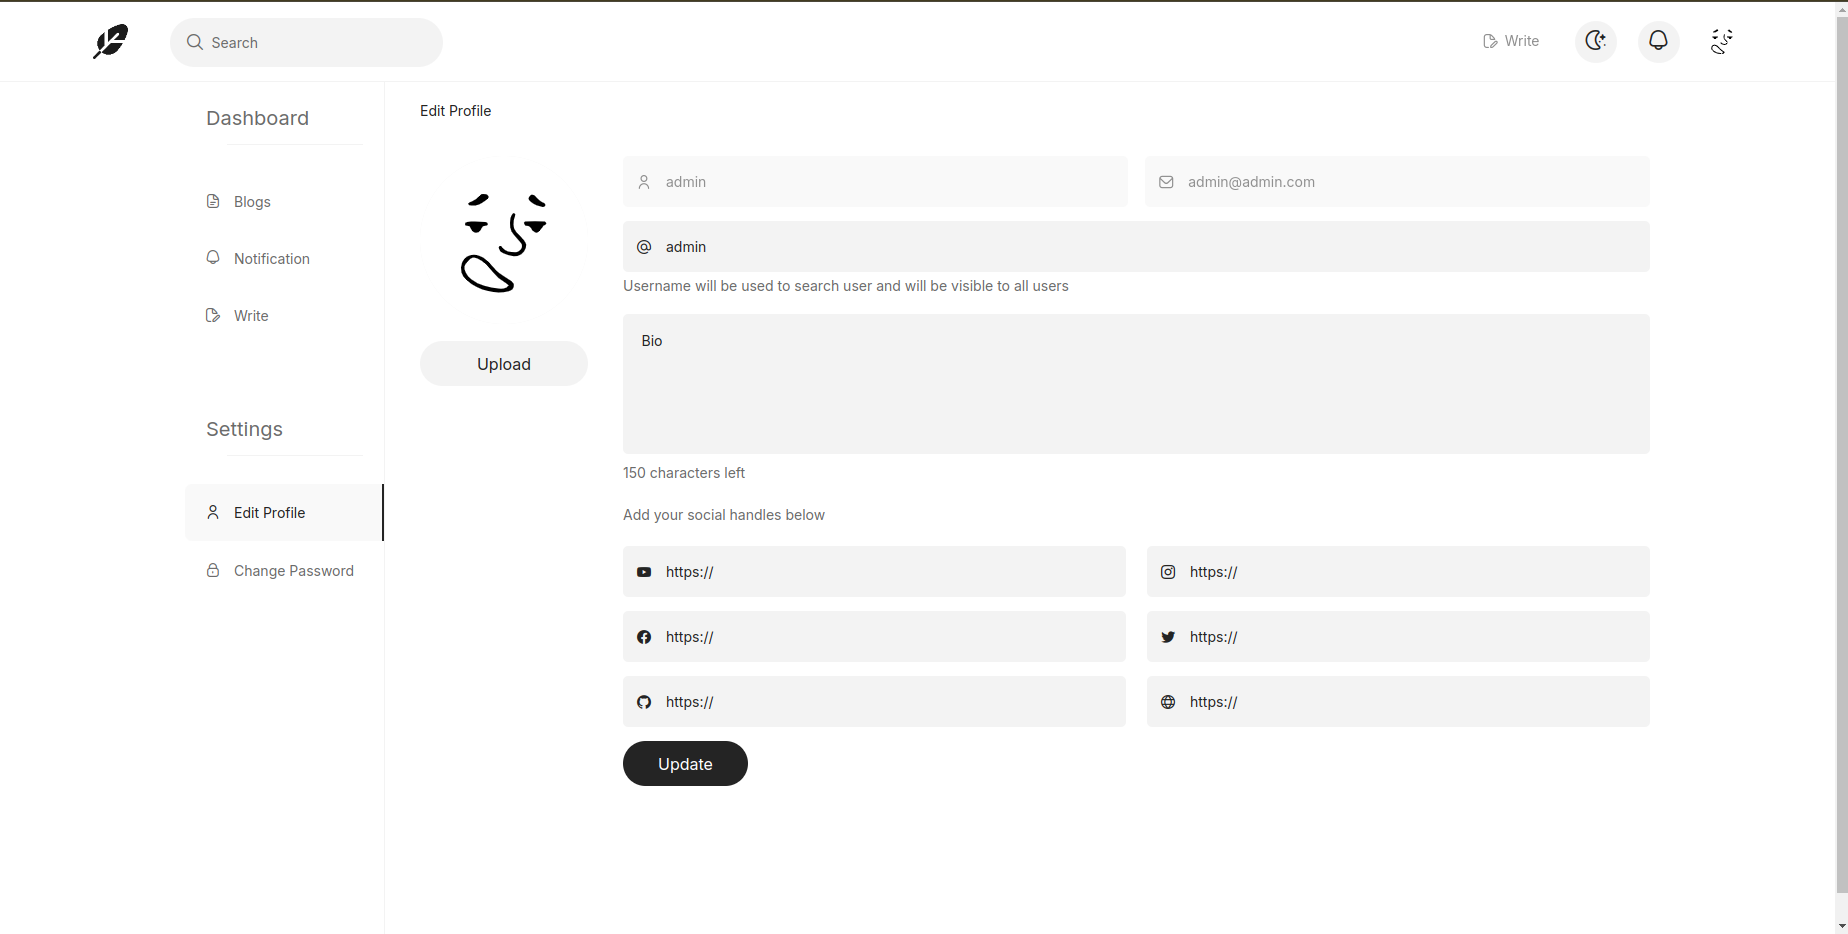 Search
Write
Dashboard
Blogs
Notification
Write
Settings
Edit Profile
Change Password
Edit Profile
Upload
admin
admin@admin.com
admin
Username will be used to search user and will be visible to all users
Bio
150 characters left
Add your social handles below
https://
https://
https://
https://
https://
https://
Update